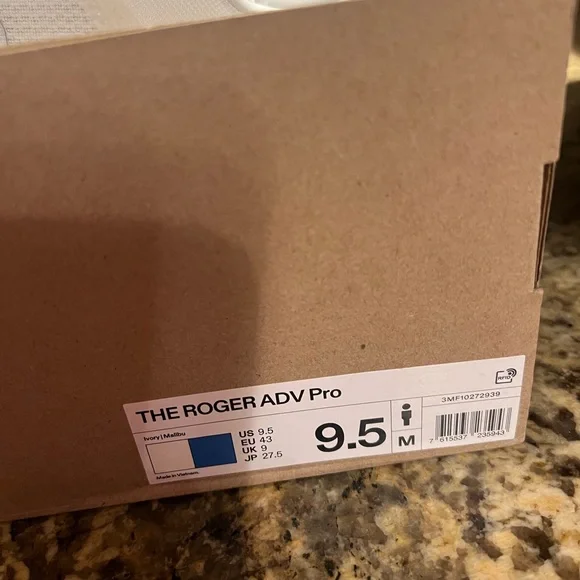 THE ROGER ADV Pro
Ivory | Malibu
US 9.5
EU 43
UK 9
JP 27.5
Made in Vietnam
9.5
M
RFID
3MF10272939
7 615537 235943